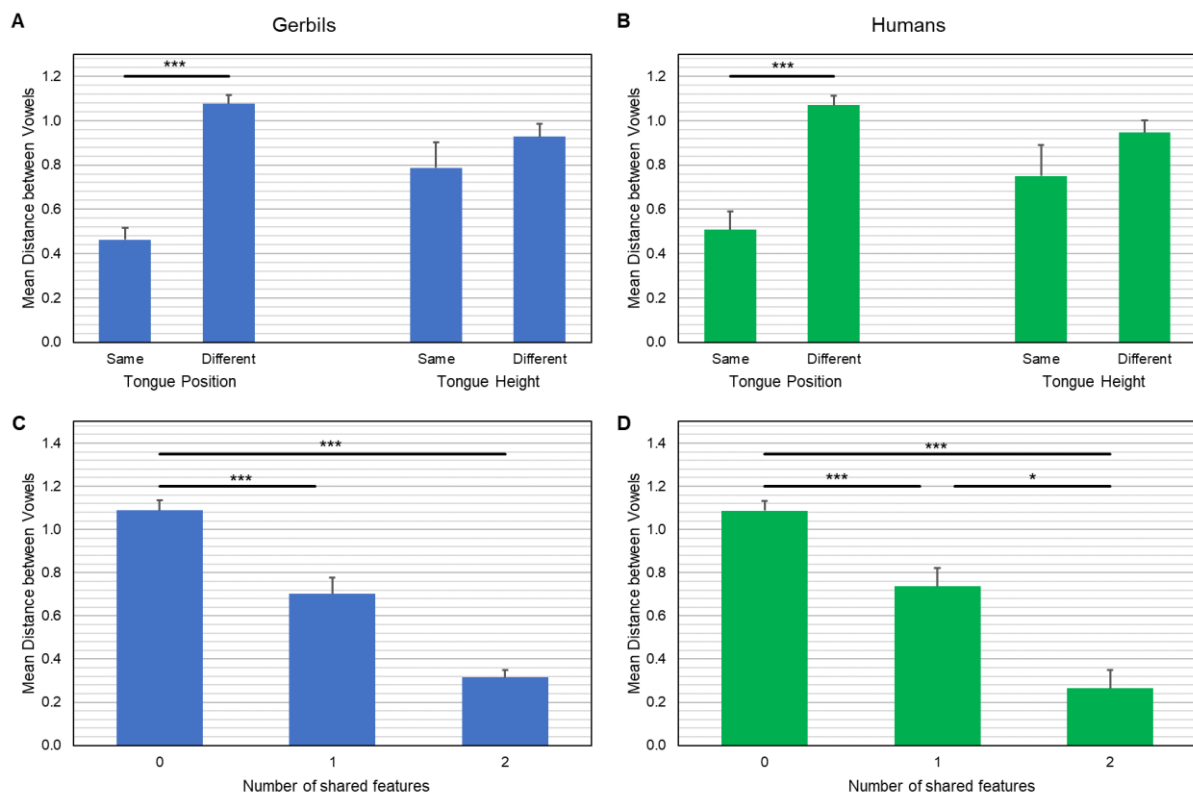 A
Gerbils
Mean Distance between Vowels
1.2
1.0
0.8
0.6
0.4
0.2
0.0
***
Same Different Same Different
Tongue Position Tongue Height
B
Humans
Mean Distance between Vowels
1.2
1.0
0.8
0.6
0.4
0.2
0.0
***
Same Different Same Different
Tongue Position Tongue Height
C
Mean Distance between Vowels
1.4
1.2
1.0
0.8
0.6
0.4
0.2
0.0
***
***
0 1 2
Number of shared features
D
Mean Distance between Vowels
1.4
1.2
1.0
0.8
0.6
0.4
0.2
0.0
***
*** *
0 1 2
Number of shared features